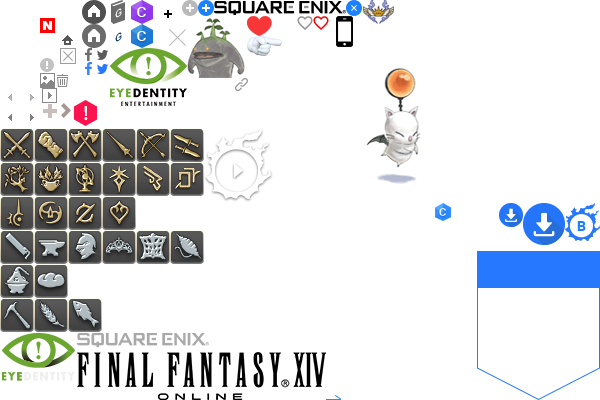 SQUARE ENIX.
N
C
C
EYEDENTITY
ENTERTAINMENT
C
B
SQUARE ENIX.
EYEDENTITY
FINAL FANTASY® XIV
ONLINE